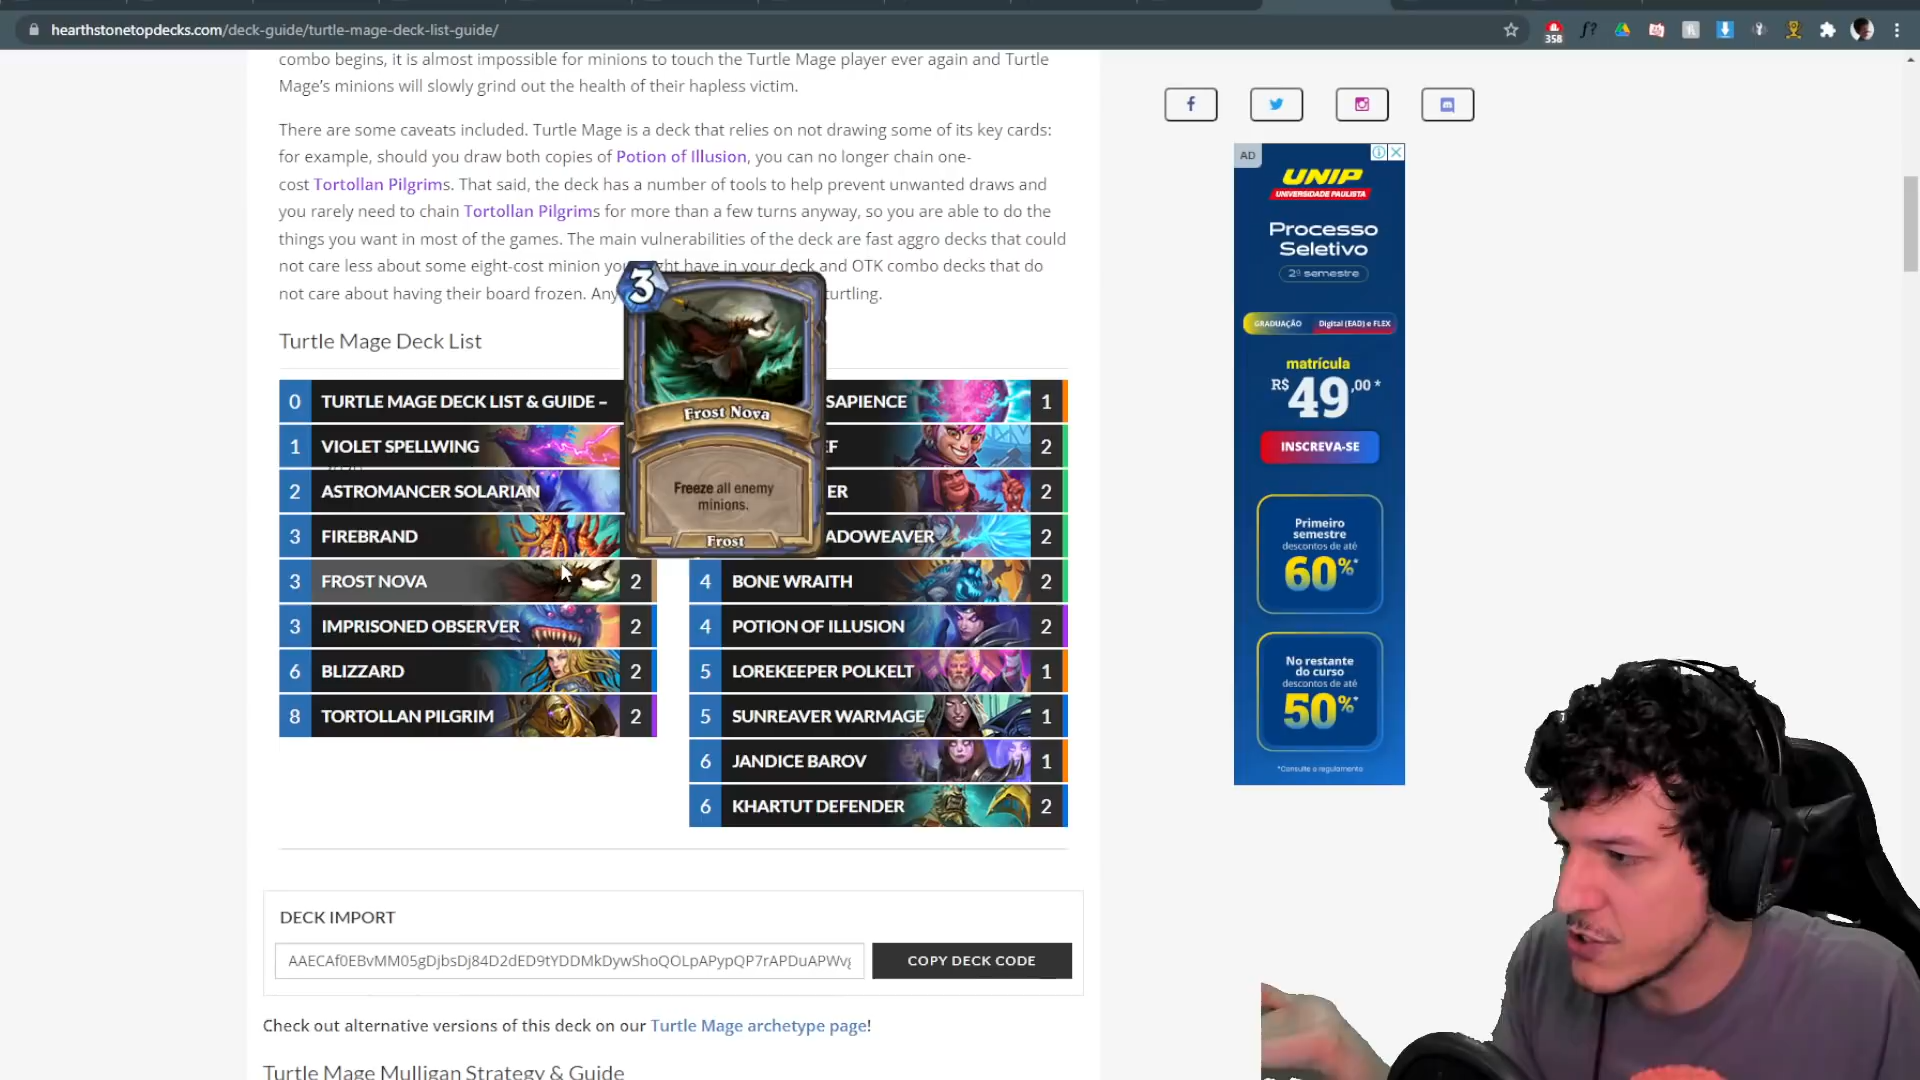 hearthstonetopdecks.com/deck-guide/turtle-mage-deck-list-guide/
358
combo begins, it is almost impossible for minions to touch the Turtle Mage player ever again and Turtle
Mage's minions will slowly grind out the health of their hapless victim.
There are some caveats included. Turtle Mage is a deck that relies on not drawing some of its key cards:
for example, should you draw both copies of Potion of Illusion, you can no longer chain one-
cost Tortollan Pilgrims. That said, the deck has a number of tools to help prevent unwanted draws and
you rarely need to chain Tortollan Pilgrims for more than a few turns anyway, so you are able to do the
things you want in most of the games. The main vulnerabilities of the deck are fast aggro decks that could
not care less about some eight-cost minion you ght have in your deck and OTK combo decks that do
not care about having their board frozen. Any turtling.
Turtle Mage Deck List
0 TURTLE MAGE DECK LIST & GUIDE –
1 VIOLET SPELLWING
2 ASTROMANCER SOLARIAN
3 FIREBRAND
3 FROST NOVA 2
3 IMPRISONED OBSERVER 2
6 BLIZZARD 2
8 TORTOLLAN PILGRIM 2
3
Frost Nova
Freeze all enemy
minions.
Frost
SAPIENCE 1
EF 2
ER 2
ADOWEAVER 2
4 BONE WRAITH 2
4 POTION OF ILLUSION 2
5 LOREKEEPER POLKELT 1
5 SUNREAVER WARMAGE 1
6 JANDICE BAROV 1
6 KHARTUT DEFENDER 2
DECK IMPORT
AAECAf0EBvMM05gDjbsDj84D2dED9tYDDMkDywShoQOLpAPypQP7rAPDuAPWvg
COPY DECK CODE
Check out alternative versions of this deck on our Turtle Mage archetype page!
Turtle Mage Mulligan Strategy & Guide
AD
UNIP
UNIVERSIDADE PAULISTA
Processo
Seletivo
2º semestre
GRADUAÇÃO Digital (EAD) e FLEX
matrícula
R$ 49,00 *
INSCREVA-SE
Primeiro
semestre
descontos de até
60%*
No restante
do curso
descontos de até
50%*
*Consulte o regulamento